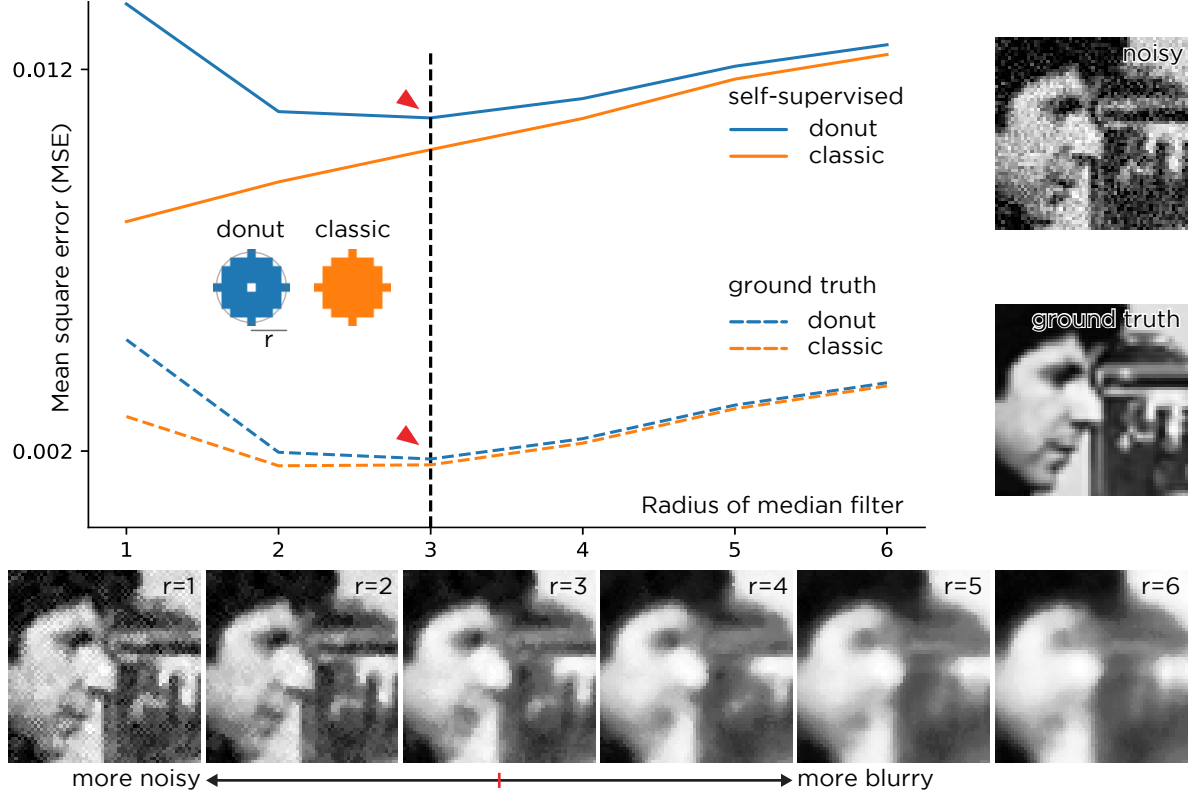 noisy
0.012
self-supervised
donut
classic
Mean square error (MSE)
donut classic
r
ground truth
donut
classic
ground truth
0.002
Radius of median filter
1 2 3 4 5 6
r=1 r=2 r=3 r=4 r=5 r=6
more noisy more blurry